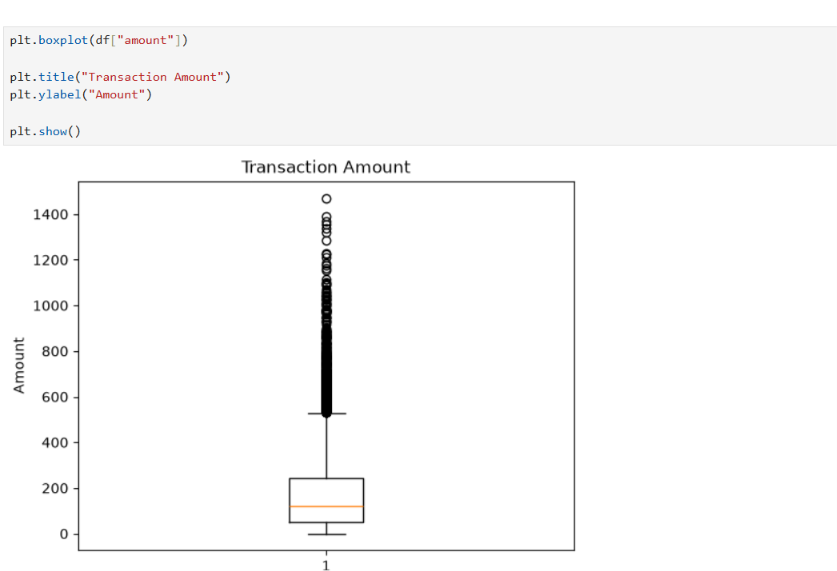 plt.boxplot(df["amount"])
plt.title("Transaction Amount")
plt.ylabel("Amount")
plt.show()
Transaction Amount
1400
1200
1000
800
600
400
200
0
Amount
1